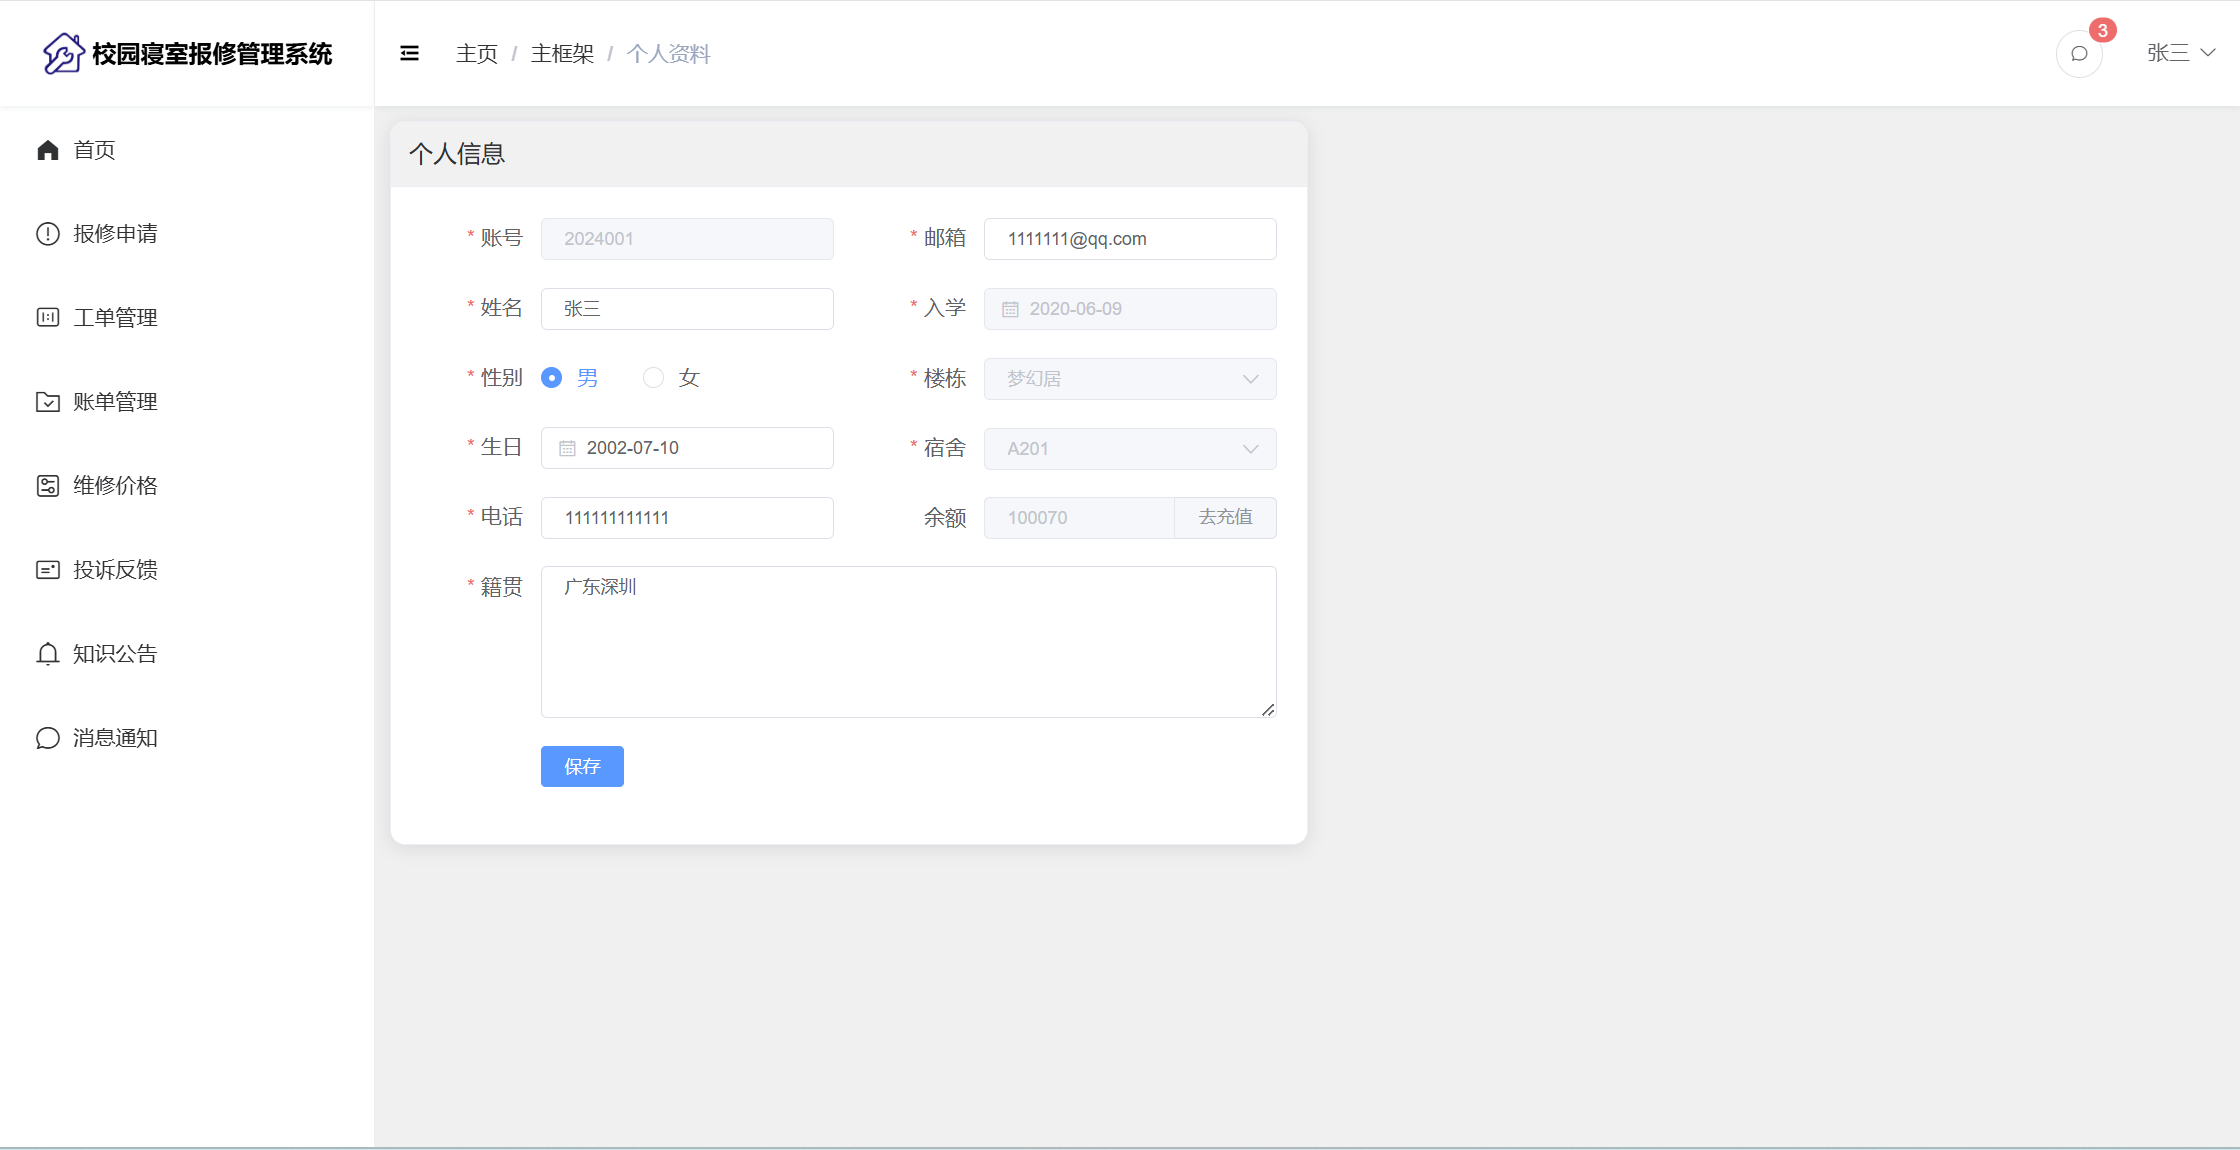 校园寝室报修管理系统
主页 / 主框架 / 个人资料
3
张三
首页
报修申请
工单管理
账单管理
维修价格
投诉反馈
知识公告
消息通知
个人信息
* 账号 2024001
* 邮箱 1111111@qq.com
* 姓名 张三
* 入学 2020-06-09
* 性别 男 女
* 楼栋 梦幻居
* 生日 2002-07-10
* 宿舍 A201
* 电话 111111111111
余额 100070 去充值
* 籍贯 广东深圳
保存